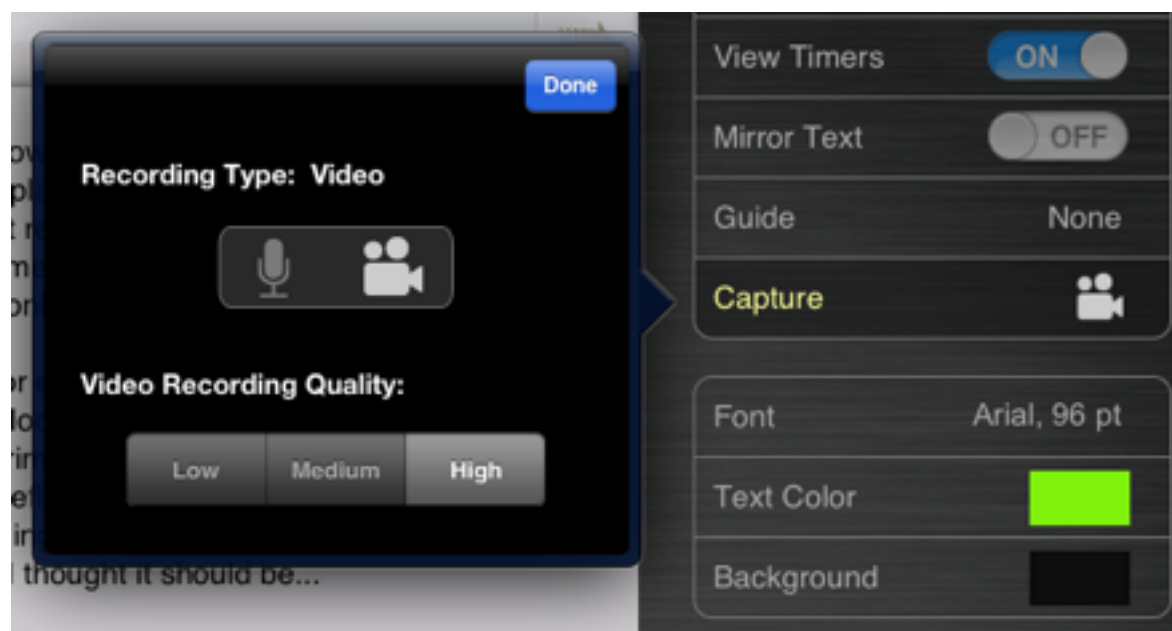 Done
Recording Type: Video
Video Recording Quality:
Low Medium High
thought it should be...
View Timers ON
Mirror Text OFF
Guide None
Capture
Font Arial, 96 pt
Text Color
Background